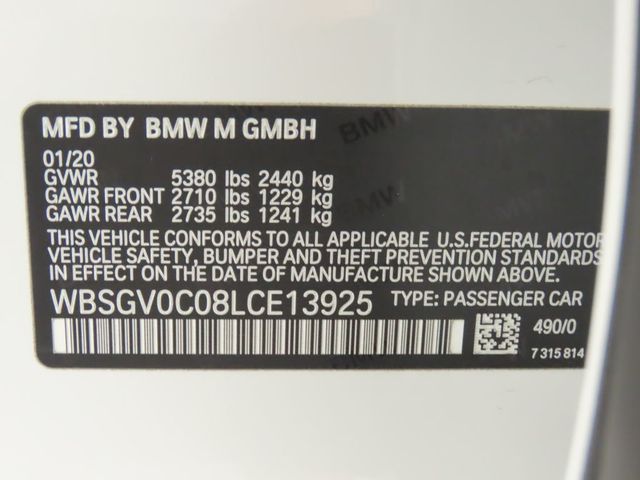 MFD BY BMW M GMBH
01/20
GVWR 5380 lbs 2440 kg
GAWR FRONT 2710 lbs 1229 kg
GAWR REAR 2735 lbs 1241 kg
THIS VEHICLE CONFORMS TO ALL APPLICABLE U.S.FEDERAL MOTOR
VEHICLE SAFETY, BUMPER AND THEFT PREVENTION STANDARDS IN
EFFECT ON THE DATE OF MANUFACTURE SHOWN ABOVE.
WBSGV0C08LCE13925 TYPE: PASSENGER CAR
490/0
7 315 814
BMW
BMW